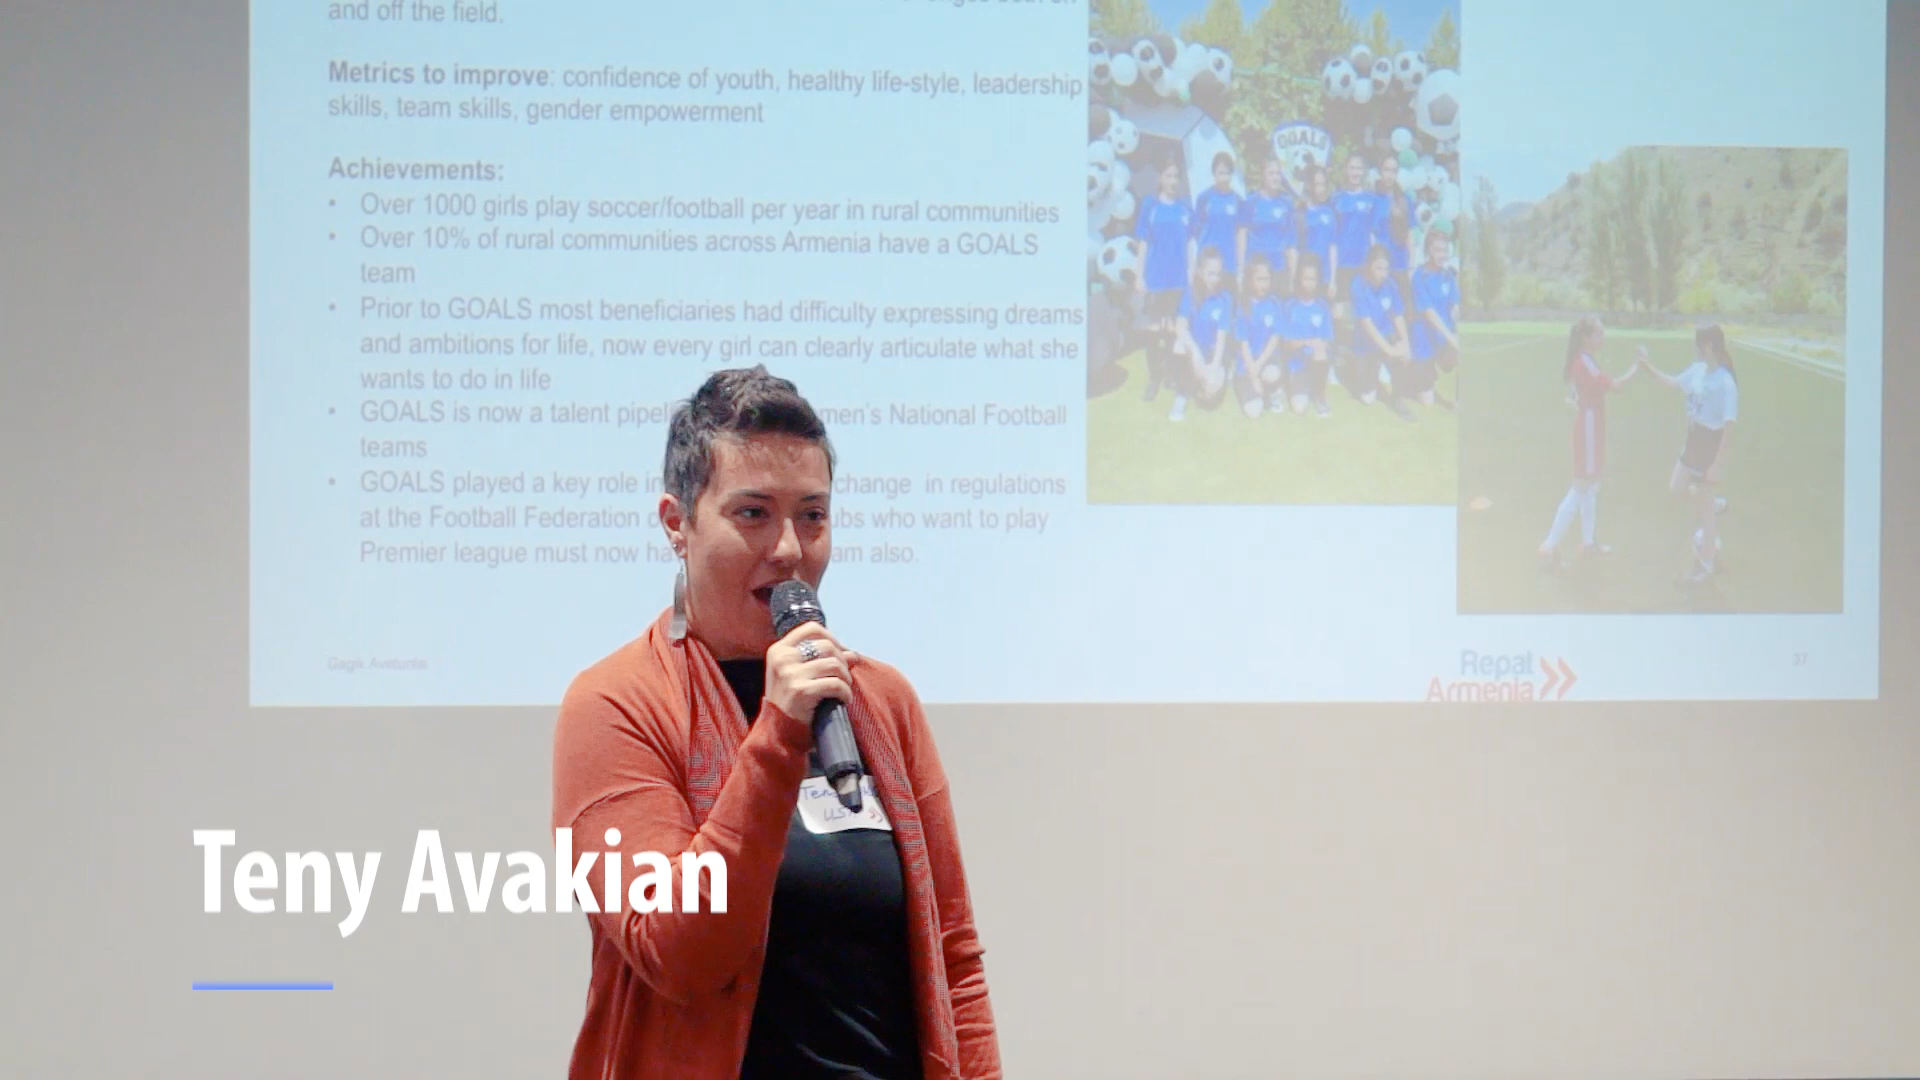 and off the field.
Metrics to improve: confidence of youth, healthy life-style, leadership
skills, team skills, gender empowerment
Achievements:
• Over 1000 girls play soccer/football per year in rural communities
• Over 10% of rural communities across Armenia have a GOALS
team
• Prior to GOALS most beneficiaries had difficulty expressing dreams
and ambitions for life, now every girl can clearly articulate what she
wants to do in life
• GOALS is now a talent men's National Football
teams
• GOALS played a key role in change in regulations
at the Football Federation who want to play
Premier league must now also.
GOALS
Repat
Armenia
37
USA
Teny Avakian